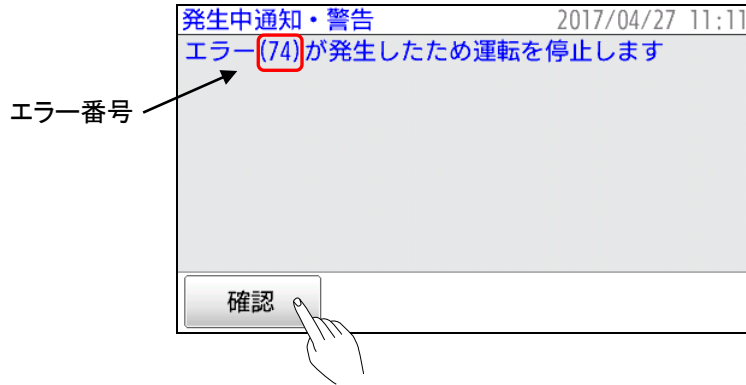 発生中通知・警告 2017/04/27 11:11
エラー(74)が発生したため運転を停止します
エラー番号
確認